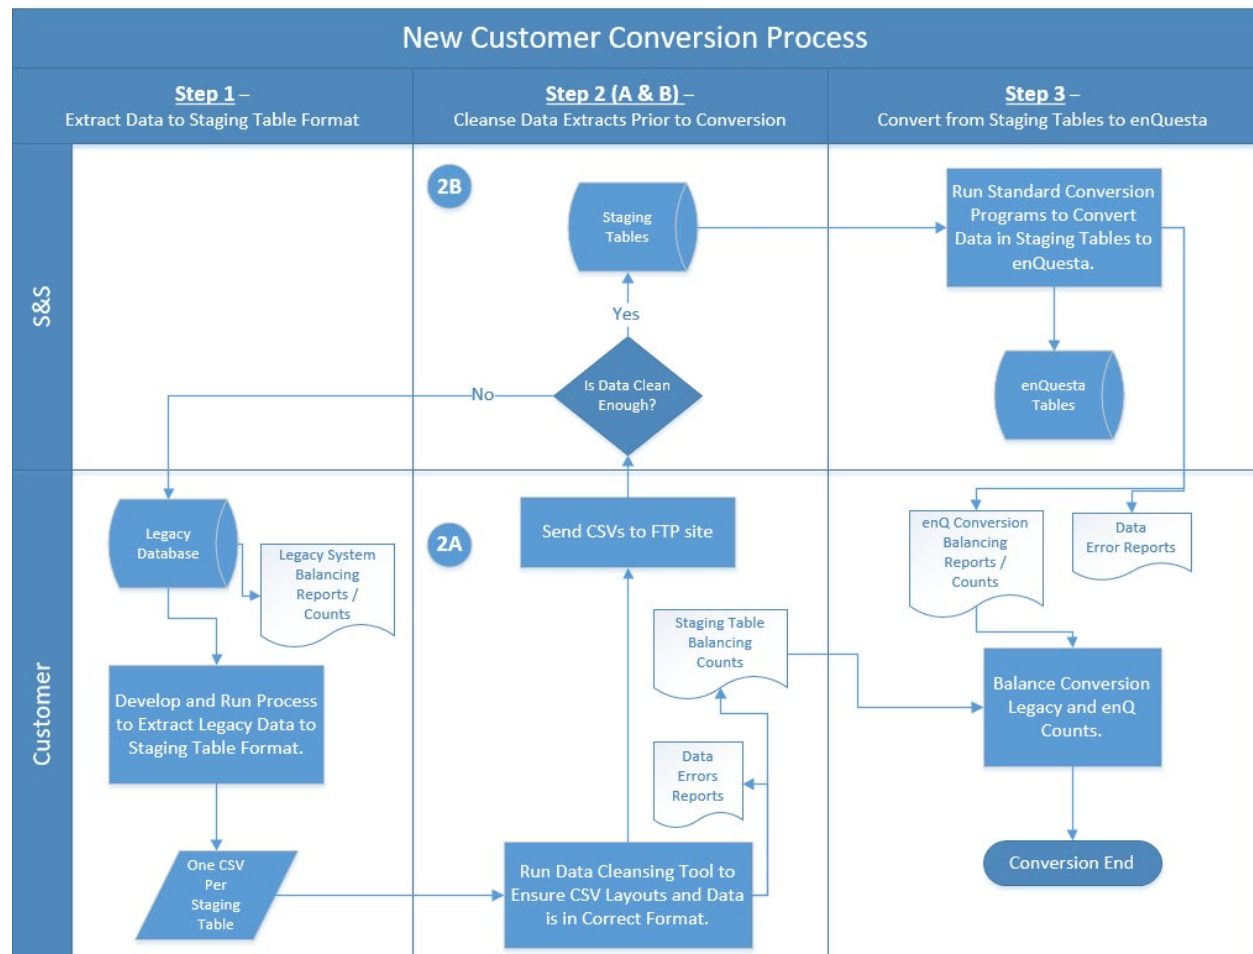 New Customer Conversion Process
Step 1 –
Extract Data to Staging Table Format
Step 2 (A & B) –
Cleanse Data Extracts Prior to Conversion
Step 3 –
Convert from Staging Tables to enQuesta
S&S
2B
Staging
Tables
Run Standard Conversion
Programs to Convert
Data in Staging Tables to
enQuesta.
Yes
Is Data Clean
Enough?
No
enQuesta
Tables
Customer
Legacy
Database
Legacy System
Balancing
Reports /
Counts
Develop and Run Process
to Extract Legacy Data to
Staging Table Format.
One CSV
Per
Staging
Table
2A
Send CSVs to FTP site
Staging Table
Balancing
Counts
Data
Errors
Reports
Run Data Cleansing Tool to
Ensure CSV Layouts and Data
is in Correct Format.
enQ Conversion
Balancing
Reports /
Counts
Data
Error Reports
Balance Conversion
Legacy and enQ
Counts.
Conversion End